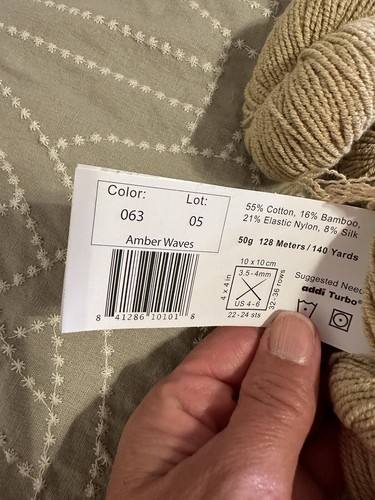 Color:
Lot:
063
05
Amber Waves
55% Cotton, 16% Bamboo,
21% Elastic Nylon, 8% Silk
50g 128 Meters / 140 Yards
10 x 10 cm
4 x 4 in
3.5 - 4mm
US 4 - 6
32-36 rows
22-24 sts
Suggested
addi Turbo®
8 41286 10101 8